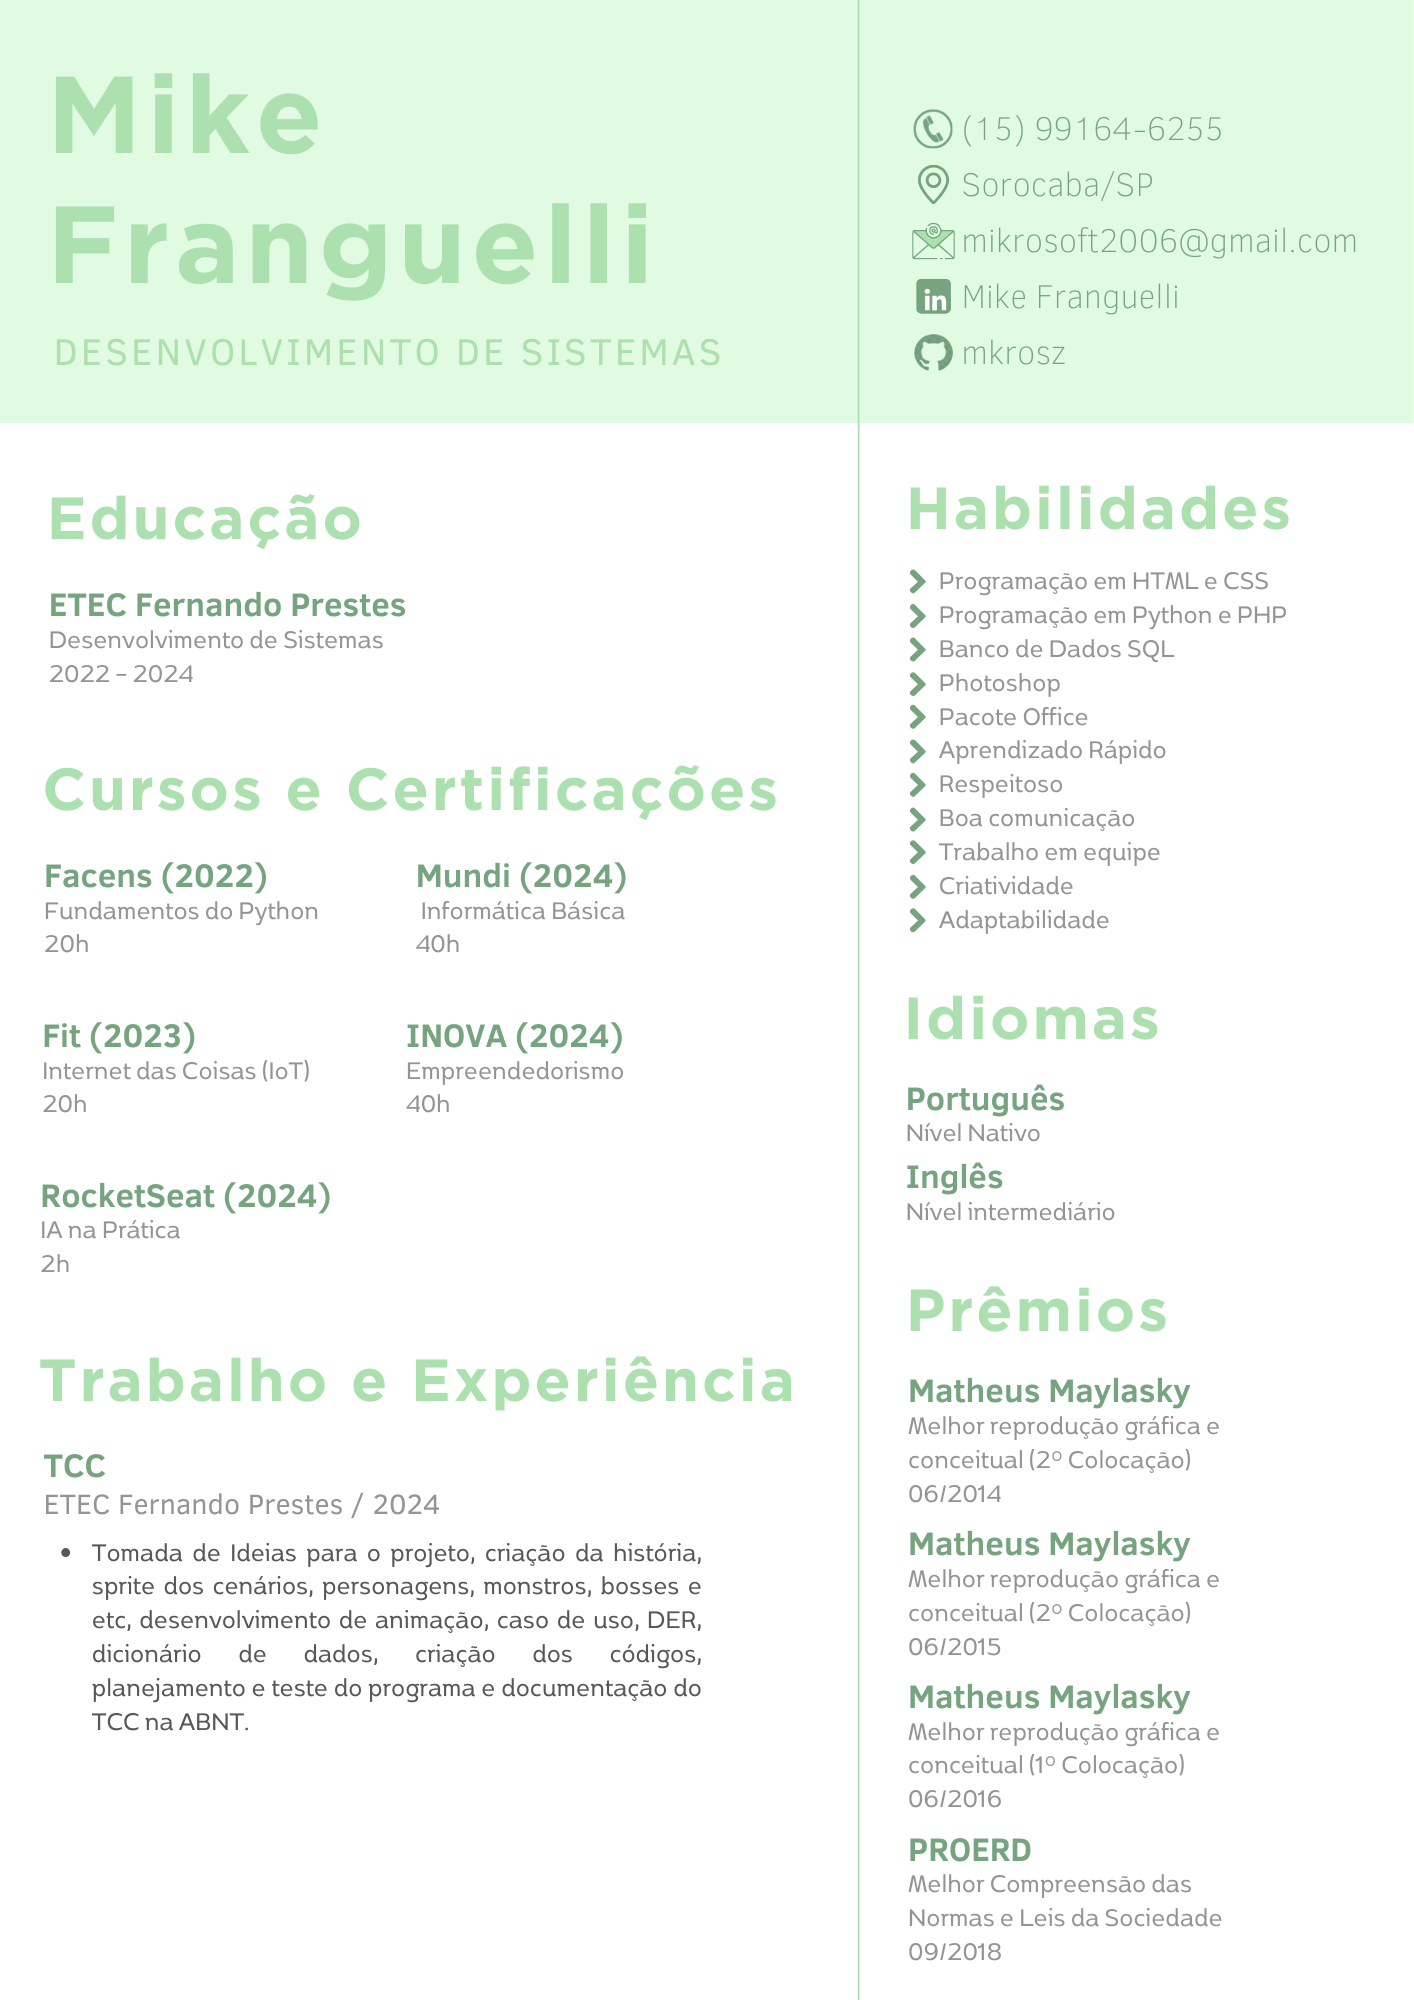 Mike
Franguelli
DESENVOLVIMENTO DE SISTEMAS
(15) 99164-6255
Sorocaba/SP
mikrosoft2006@gmail.com
Mike Franguelli
mkrosz
Educação
ETEC Fernando Prestes
Desenvolvimento de Sistemas
2022 - 2024
Cursos e Certificações
Facens (2022)
Fundamentos do Python
20h
Mundi (2024)
Informática Básica
40h
Fit (2023)
Internet das Coisas (IoT)
20h
INOVA (2024)
Empreendedorismo
40h
RocketSeat (2024)
IA na Prática
2h
Trabalho e Experiência
TCC
ETEC Fernando Prestes / 2024
• Tomada de Ideias para o projeto, criação da história,
sprite dos cenários, personagens, monstros, bosses e
etc, desenvolvimento de animação, caso de uso, DER,
dicionário de dados, criação dos códigos,
planejamento e teste do programa e documentação do
TCC na ABNT.
Habilidades
Programação em HTML e CSS
Programação em Python e PHP
Banco de Dados SQL
Photoshop
Pacote Office
Aprendizado Rápido
Respeitoso
Boa comunicação
Trabalho em equipe
Criatividade
Adaptabilidade
Idiomas
Português
Nível Nativo
Inglês
Nível intermediário
Prêmios
Matheus Maylasky
Melhor reprodução gráfica e
conceitual (2º Colocação)
06/2014
Matheus Maylasky
Melhor reprodução gráfica e
conceitual (2º Colocação)
06/2015
Matheus Maylasky
Melhor reprodução gráfica e
conceitual (1º Colocação)
06/2016
PROERD
Melhor Compreensão das
Normas e Leis da Sociedade
09/2018